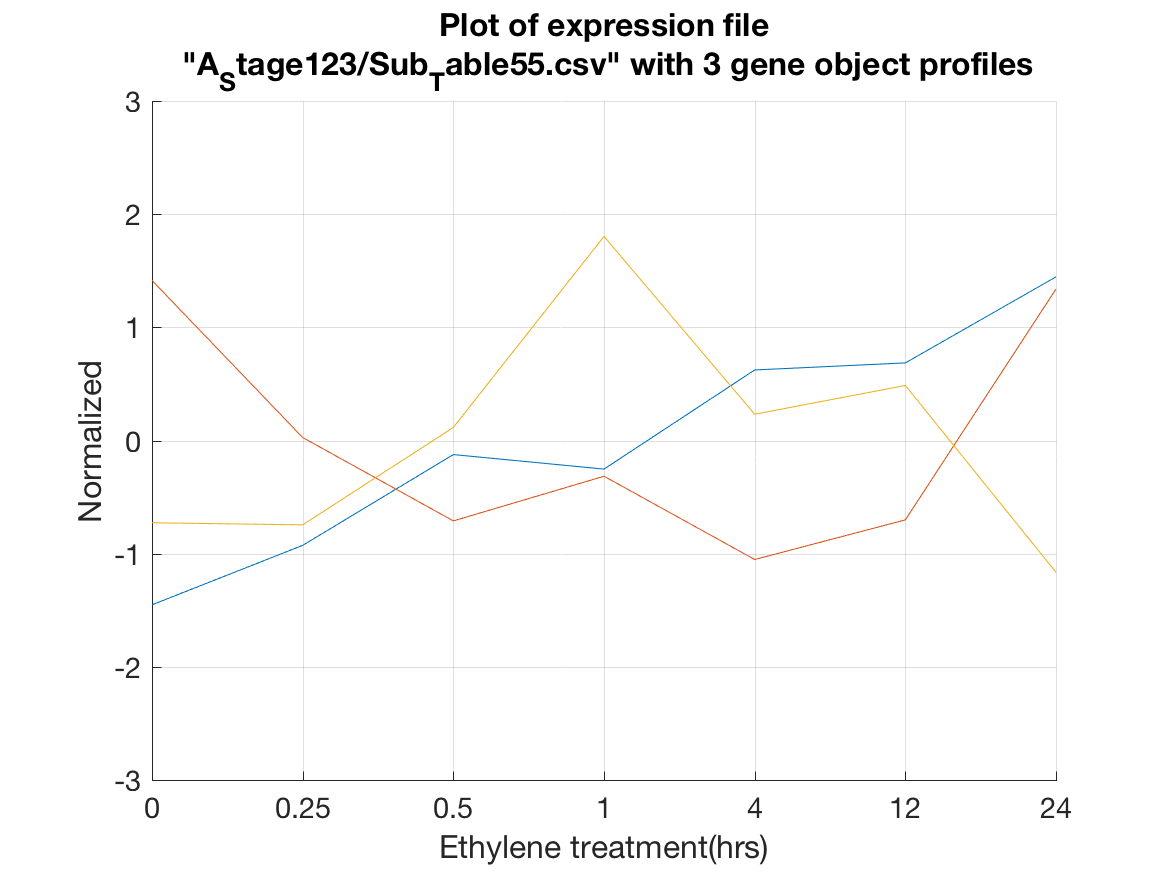 Plot of expression file
"AStage123/SubTable55.csv" with 3 gene object profiles
3
2
1
0
-1
-2
-3
Normalized
0 0.25 0.5 1 4 12 24
Ethylene treatment(hrs)